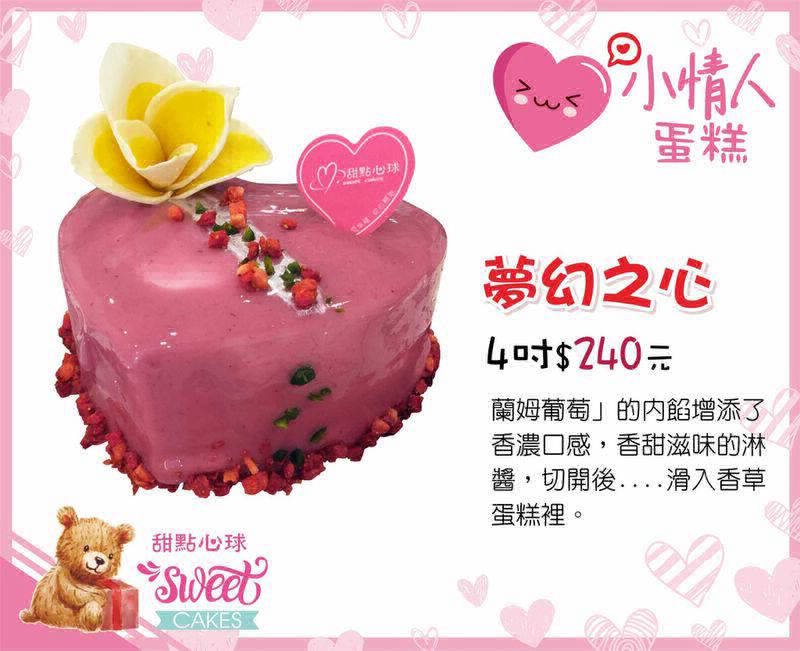 小情人
蛋糕
甜點心球
夢幻之心
4吋$240元
蘭姆葡萄」的內餡增添了
香濃口感，香甜滋味的淋
醬，切開後....滑入香草
蛋糕裡。
甜點心球
Sweet
CAKES